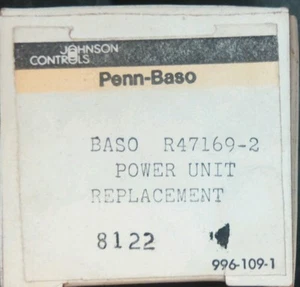 JOHNSON
CONTROLS
Penn-Baso
BASO R47169-2
POWER UNIT
REPLACEMENT
8122
996-109-1